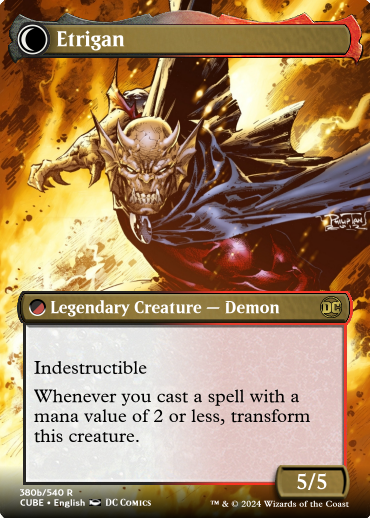 Etrigan
Legendary Creature — Demon
DC
Indestructible
Whenever you cast a spell with a
mana value of 2 or less, transform
this creature.
5/5
380b/540 R
CUBE • English DC Comics
™ & © 2024 Wizards of the Coast